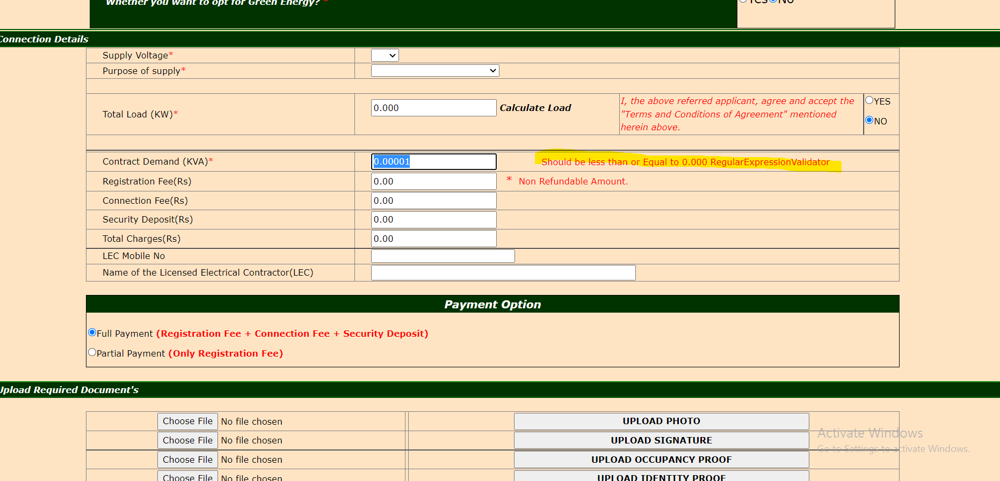 Whether you want to opt for Green Energy? *
Yes No
Connection Details
Supply Voltage*
Purpose of supply*
Total Load (KW)*
0.000
Calculate Load
I, the above referred applicant, agree and accept the
"Terms and Conditions of Agreement" mentioned
herein above.
YES
NO
Contract Demand (KVA)*
0.00001
Should be less than or Equal to 0.000 RegularExpressionValidator
Registration Fee(Rs)
0.00
* Non Refundable Amount.
Connection Fee(Rs)
0.00
Security Deposit(Rs)
0.00
Total Charges(Rs)
0.00
LEC Mobile No
Name of the Licensed Electrical Contractor(LEC)
Payment Option
Full Payment (Registration Fee + Connection Fee + Security Deposit)
Partial Payment (Only Registration Fee)
Upload Required Document's
Choose File No file chosen
UPLOAD PHOTO
Choose File No file chosen
UPLOAD SIGNATURE
Choose File No file chosen
UPLOAD OCCUPANCY PROOF
Choose File No file chosen
UPLOAD IDENTITY PROOF
Activate Windows
Go to Settings to activate Windows.